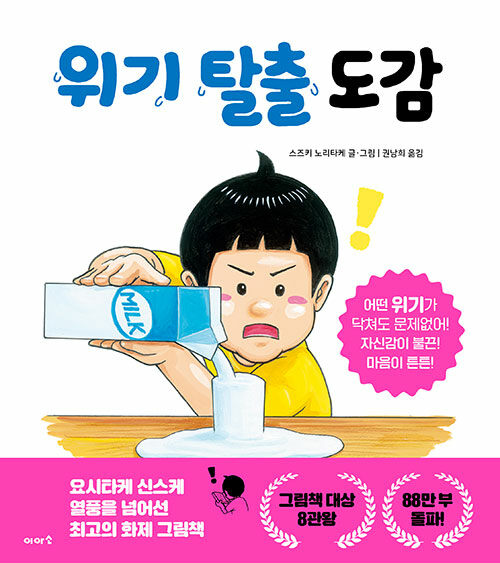 위기 탈출 도감
스즈키 노리타케 글·그림 | 권남희 옮김
!
MILK
어떤 위기가
닥쳐도 문제없어!
자신감이 불끈!
마음이 튼튼!
요시타케 신스케
열풍을 넘어선
최고의 화제 그림책
!
그림책 대상
8관왕
88만 부
돌파!
이아소